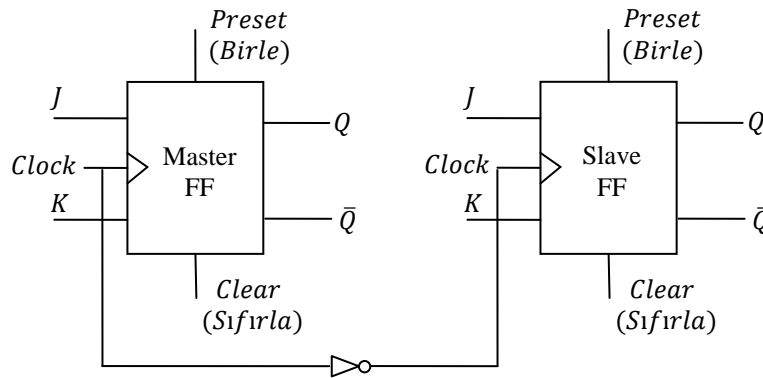 Preset
(Birle)
J
Q
Clock
Master
FF
K
Q̄
Clear
(Sıfırla)
Preset
(Birle)
J
Q
Clock
Slave
FF
K
Q̄
Clear
(Sıfırla)